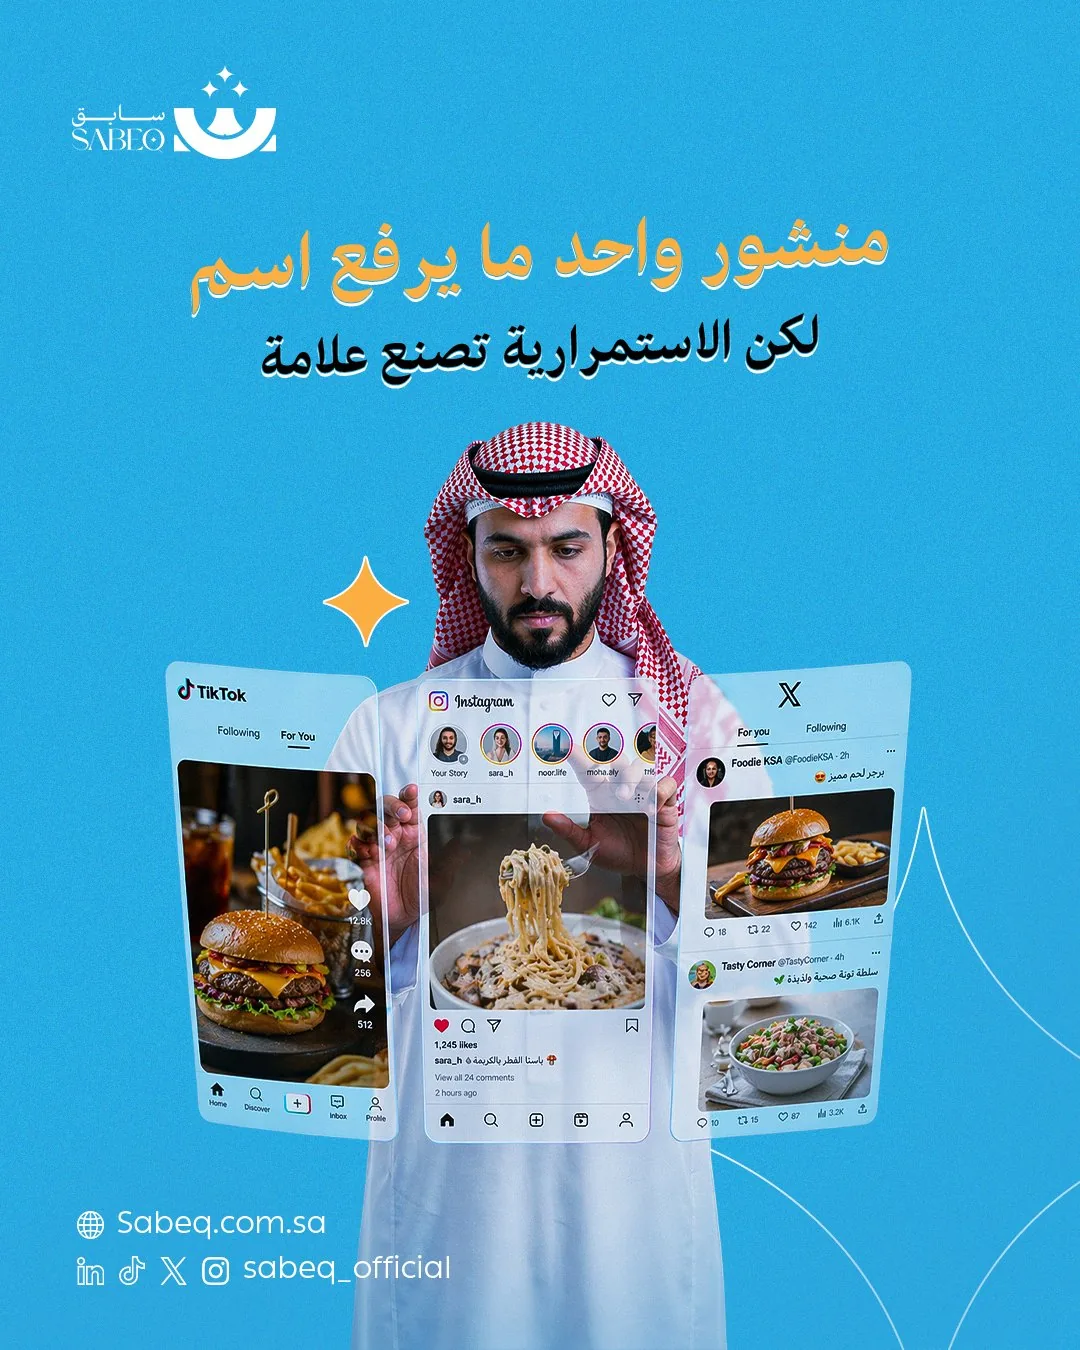 سابق
SABEQ
منشور واحد ما يرفع اسم
لكن الاستمرارية تصنع علامة
TikTok
Following For You
12.8K
256
512
Home Discover Inbox Profile
Instagram
Your Story sara_h noor.life moha.aly
sara_h
1,245 likes
sara_h باستا الفطر بالكريمة
View all 24 comments
2 hours ago
X
For you Following
Foodie KSA @FoodieKSA · 2h
برجر لحم مميز 😍
18 22 142 6.1K
Tasty Corner @TastyCorner · 4h
سلطة تونة صحية ولذيذة
10 15 87 3.2K
Sabeq.com.sa
in X sabeq_official